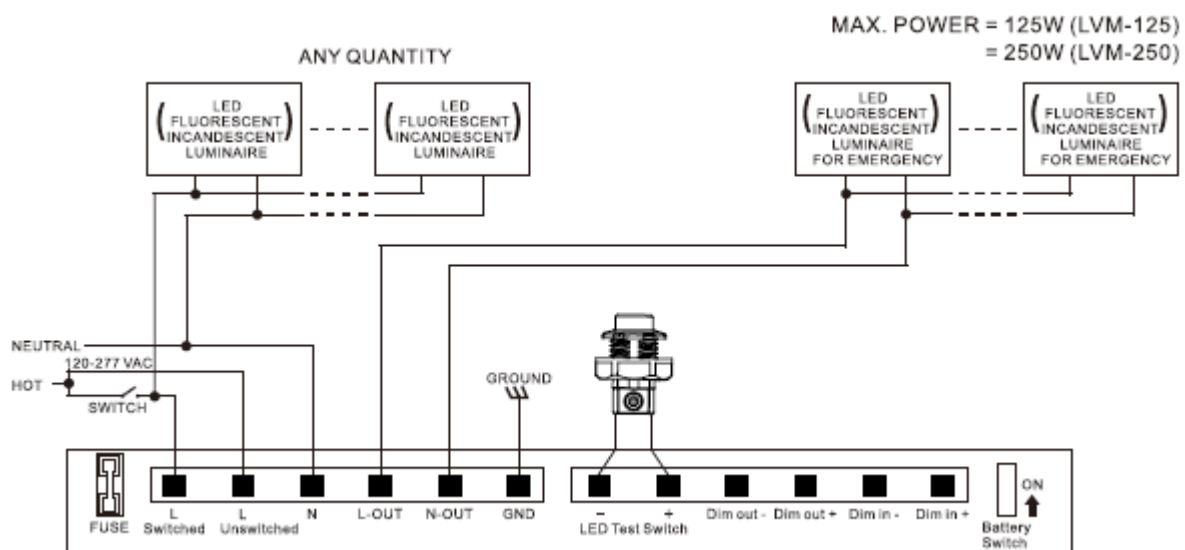 MAX. POWER = 125W (LVM-125)
= 250W (LVM-250)
ANY QUANTITY
LED
FLUORESCENT
INCANDESCENT
LUMINAIRE
LED
FLUORESCENT
INCANDESCENT
LUMINAIRE
LED
FLUORESCENT
INCANDESCENT
LUMINAIRE
FOR EMERGENCY
LED
FLUORESCENT
INCANDESCENT
LUMINAIRE
FOR EMERGENCY
NEUTRAL
120-277 VAC
HOT
SWITCH
GROUND
FUSE
L
Switched
L
Unswitched
N
L-OUT
N-OUT
GND
– +
LED Test Switch
Dim out -
Dim out +
Dim in -
Dim in +
ON
Battery
Switch